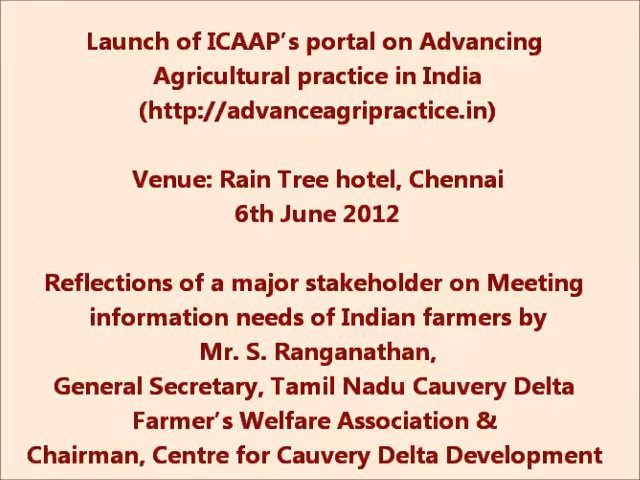 Launch of ICAAP’s portal on Advancing
Agricultural practice in India
(http://advanceagripractice.in)
Venue: Rain Tree hotel, Chennai
6th June 2012
Reflections of a major stakeholder on Meeting
information needs of Indian farmers by
Mr. S. Ranganathan,
General Secretary, Tamil Nadu Cauvery Delta
Farmer’s Welfare Association &
Chairman, Centre for Cauvery Delta Development